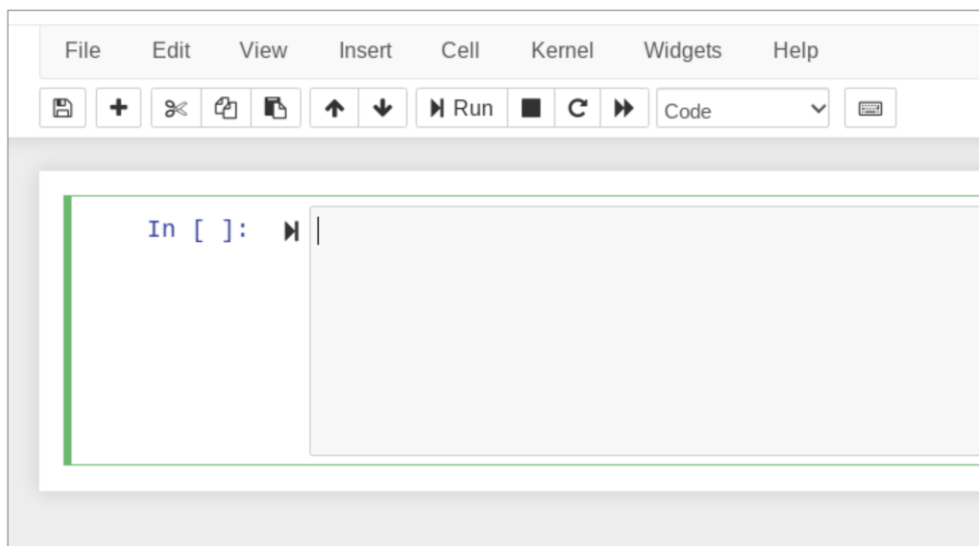 File Edit View Insert Cell Kernel Widgets Help
Run Code
In [ ]: